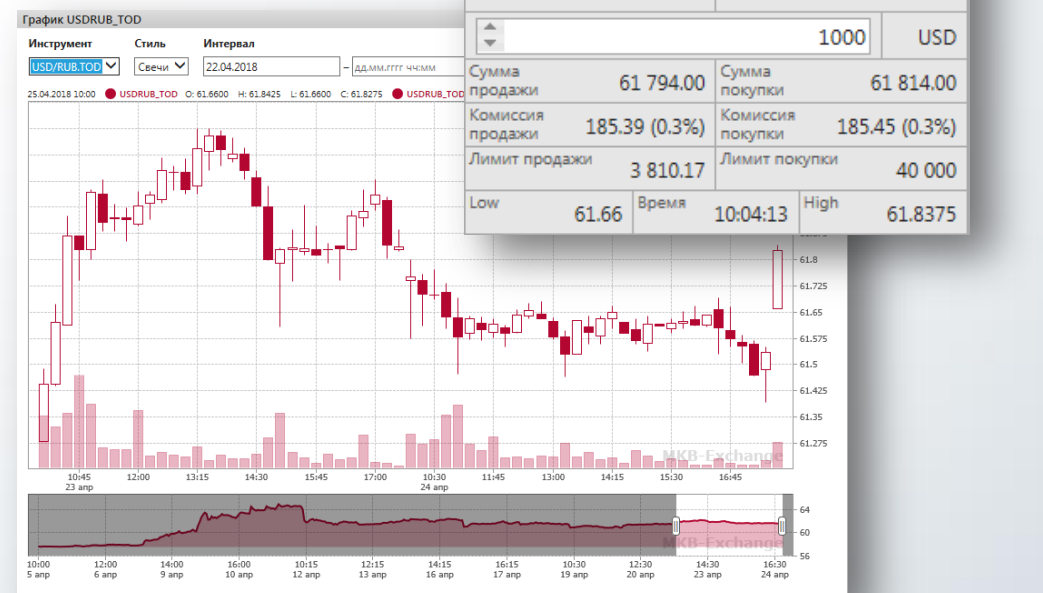 График USDRUB_TOD
Инструмент Стиль Интервал
USD/RUB.TOD Свечи 22.04.2018 – дд.мм.гггг чч:мм
25.04.2018 10:00 USDRUB_TOD O: 61.6600 H: 61.8425 L: 61.6600 C: 61.8275 USDRUB_TOD
1000 USD
Сумма продажи 61 794.00 Сумма покупки 61 814.00
Комиссия продажи 185.39 (0.3%) Комиссия покупки 185.45 (0.3%)
Лимит продажи 3 810.17 Лимит покупки 40 000
Low 61.66 Время 10:04:13 High 61.8375
61.8
61.725
61.65
61.575
61.5
61.425
61.35
61.275
MKB-Exchange
10:45 12:00 13:15 14:30 15:45 17:00 10:30 11:45 13:00 14:15 15:30 16:45
23 апр 24 апр
64
60
56
MKB-Exchange
10:00 12:00 14:00 16:00 10:15 12:15 14:15 16:15 10:30 12:30 14:30 16:30
5 апр 6 апр 9 апр 10 апр 12 апр 13 апр 16 апр 17 апр 19 апр 20 апр 23 апр 24 апр